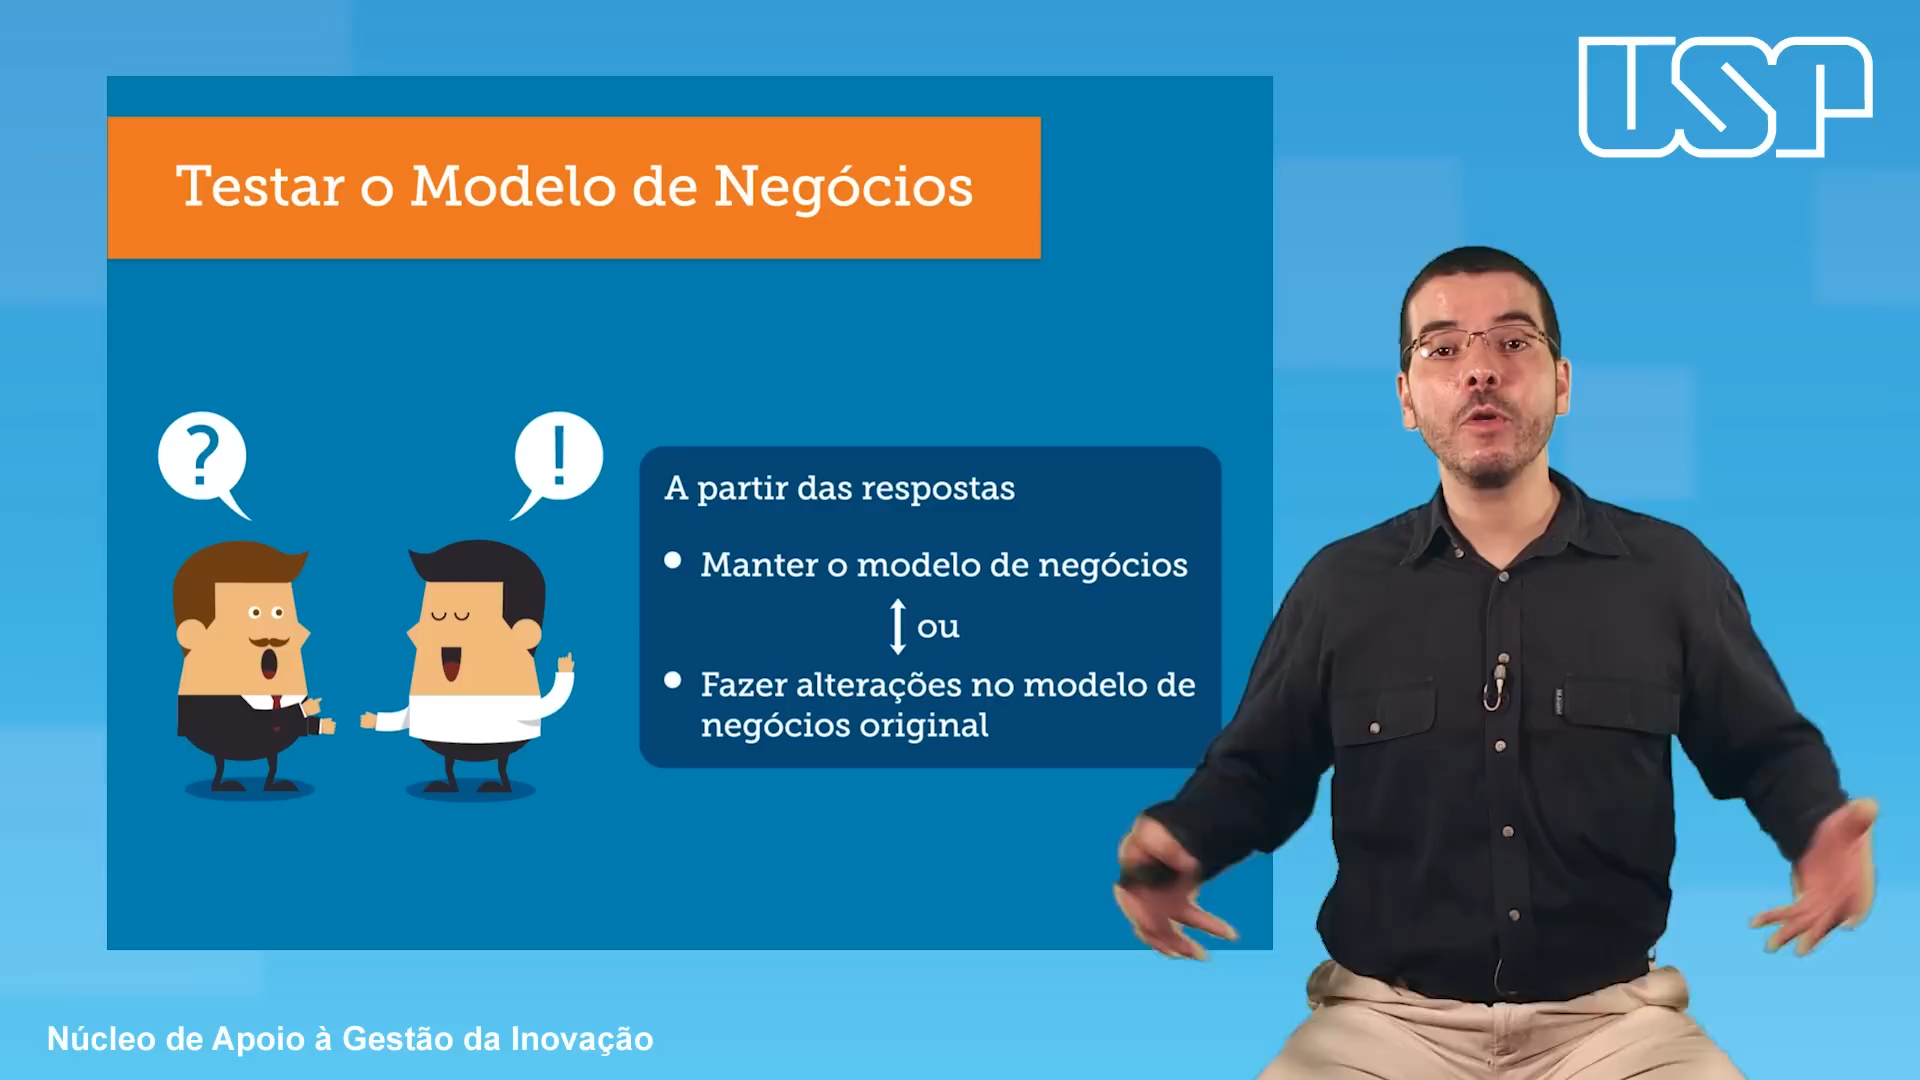 USP
Testar o Modelo de Negócios
?
!
A partir das respostas
• Manter o modelo de negócios
ou
• Fazer alterações no modelo de
negócios original
Núcleo de Apoio à Gestão da Inovação